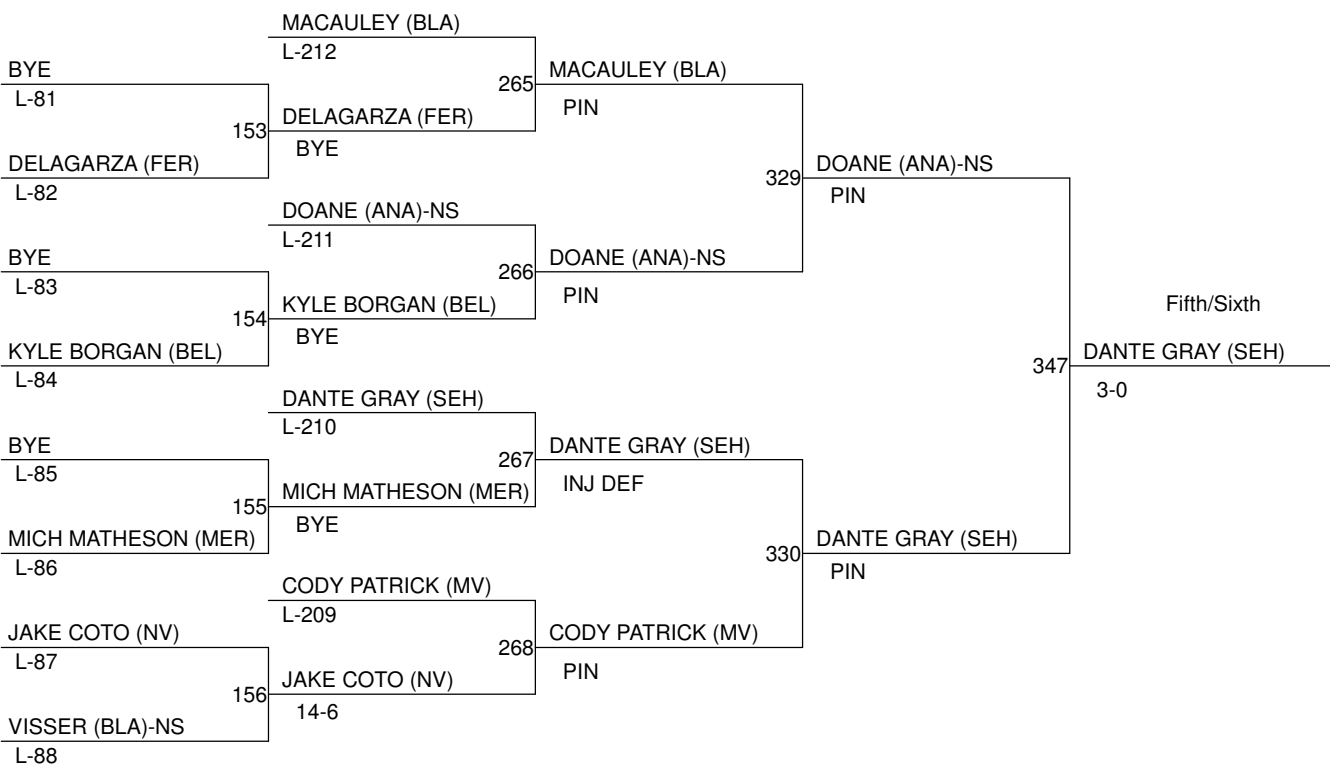 MACAULEY (BLA)
L-212
BYE
L-81
265
MACAULEY (BLA)
PIN
153
DELAGARZA (FER)
BYE
DELAGARZA (FER)
L-82
329
DOANE (ANA)-NS
PIN
DOANE (ANA)-NS
L-211
BYE
L-83
266
DOANE (ANA)-NS
PIN
154
KYLE BORGAN (BEL)
BYE
KYLE BORGAN (BEL)
L-84
Fifth/Sixth
347
DANTE GRAY (SEH)
3-0
DANTE GRAY (SEH)
L-210
BYE
L-85
267
DANTE GRAY (SEH)
INJ DEF
155
MICH MATHESON (MER)
BYE
MICH MATHESON (MER)
L-86
330
DANTE GRAY (SEH)
PIN
CODY PATRICK (MV)
L-209
JAKE COTO (NV)
L-87
268
CODY PATRICK (MV)
PIN
156
JAKE COTO (NV)
14-6
VISSER (BLA)-NS
L-88